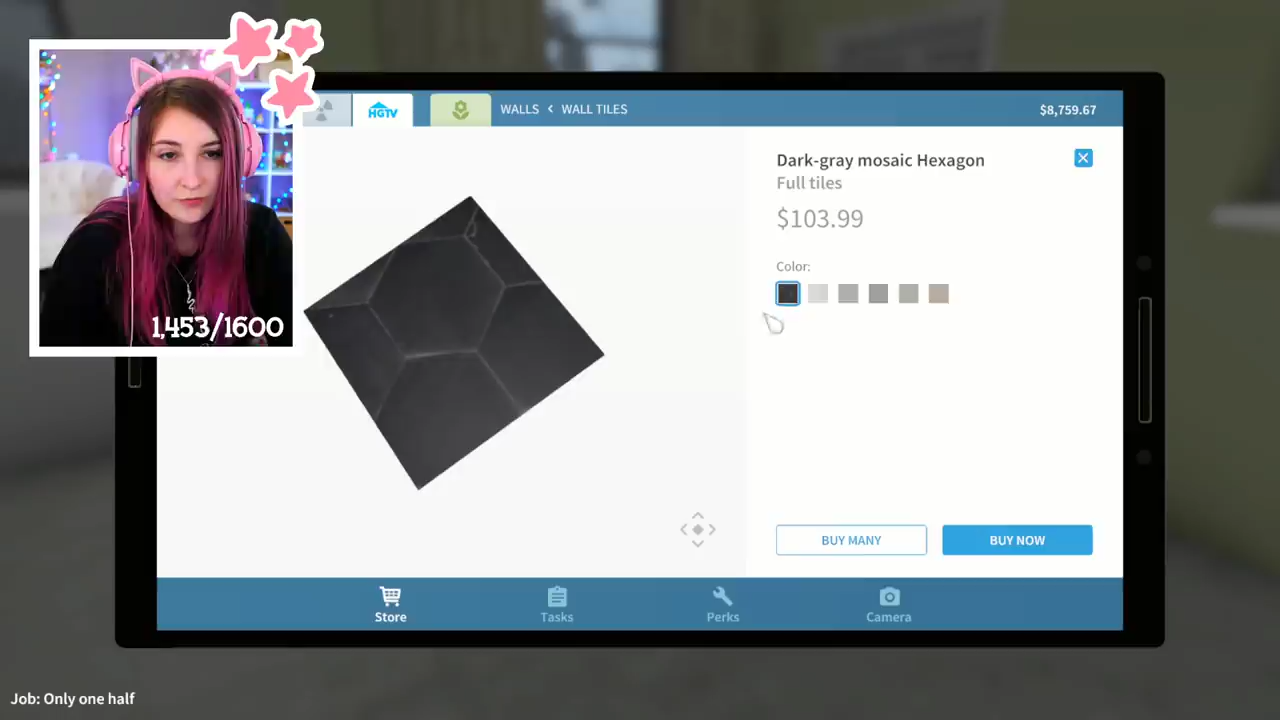 HGTV
WALLS < WALL TILES
$8,759.67
Dark-gray mosaic Hexagon
Full tiles
$103.99
Color:
1,453/1600
BUY MANY
BUY NOW
Store
Tasks
Perks
Camera
Job: Only one half